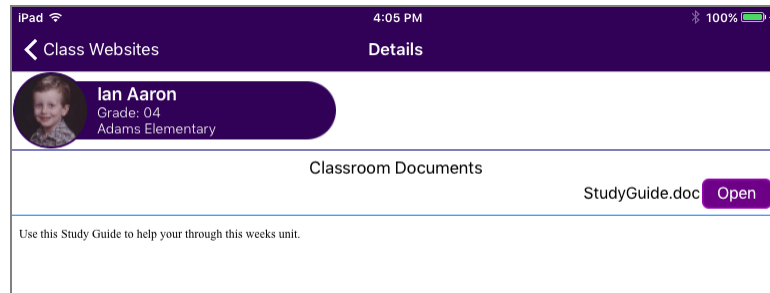 iPad 4:05 PM 100%
Class Websites Details
Ian Aaron
Grade: 04
Adams Elementary
Classroom Documents
StudyGuide.doc Open
Use this Study Guide to help your through this weeks unit.